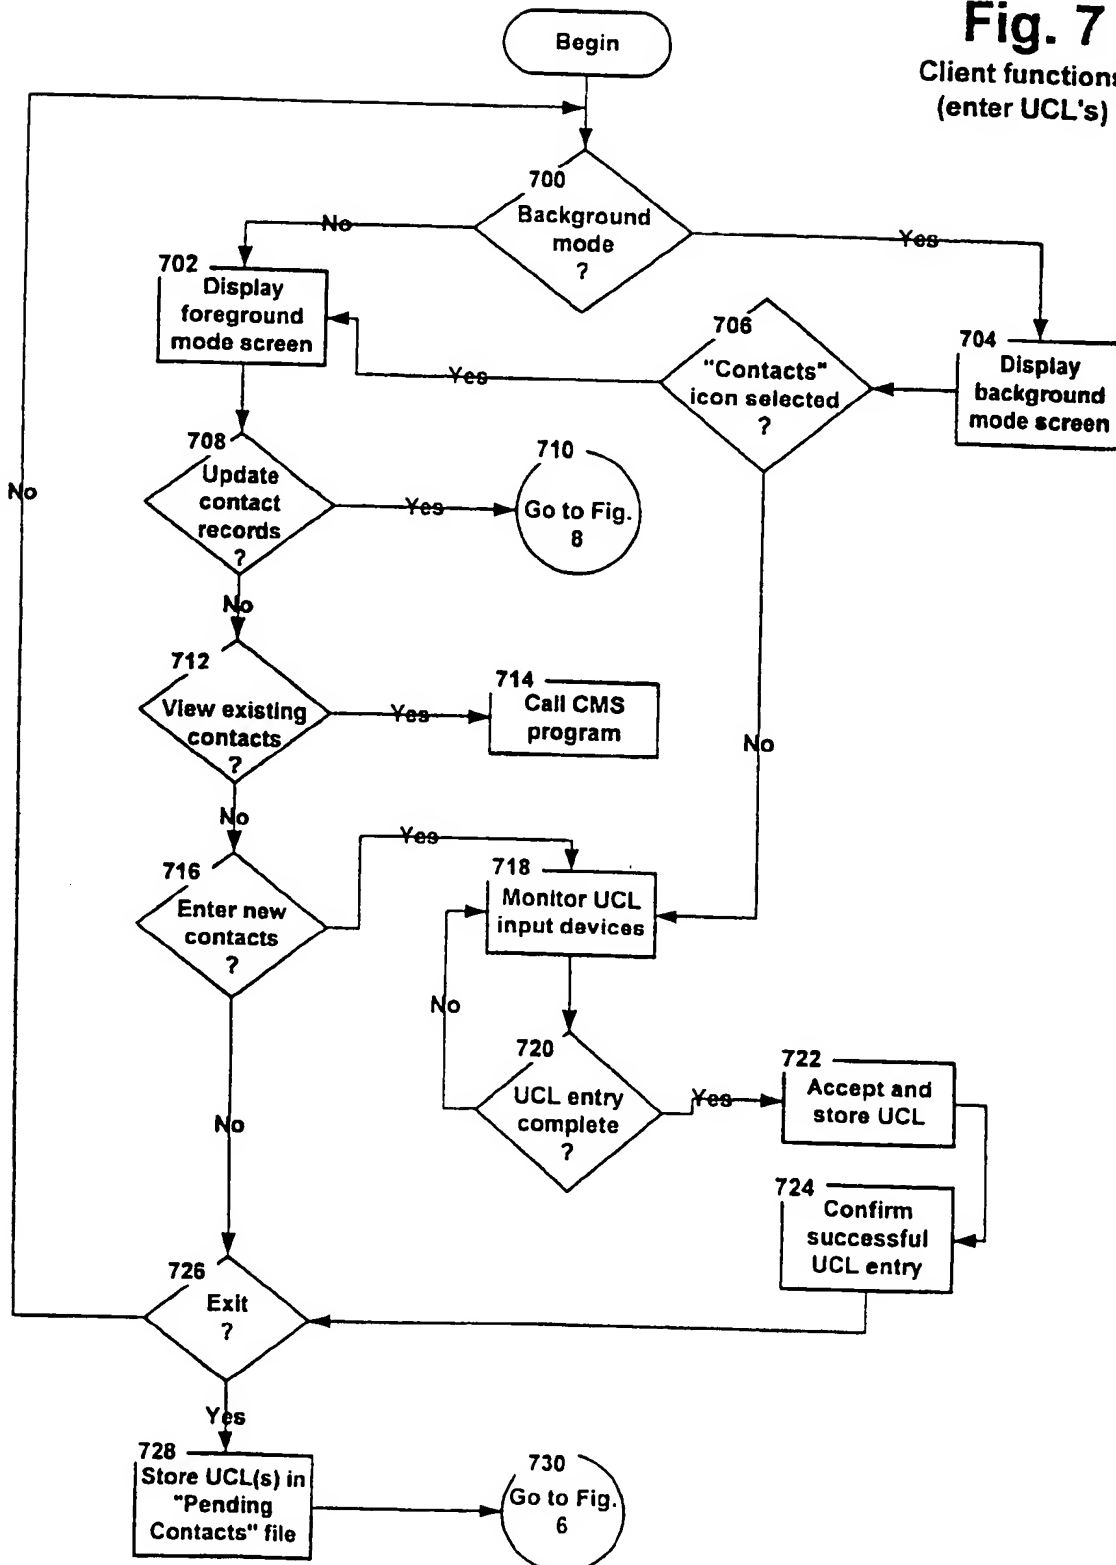 Fig. 7
Client functions
(enter UCL's)
Begin
700
Background
mode
?
No
Yes
702
Display
foreground
mode screen
706
"Contacts"
icon selected
?
704
Display
background
mode screen
Yes
708
Update
contact
records
?
Yes
710
Go to Fig.
8
No
No
712
View existing
contacts
?
Yes
714
Call CMS
program
No
No
Yes
716
Enter new
contacts
?
718
Monitor UCL
input devices
No
720
UCL entry
complete
?
Yes
722
Accept and
store UCL
No
724
Confirm
successful
UCL entry
726
Exit
?
Yes
728
Store UCL(s) in
"Pending
Contacts" file
730
Go to Fig.
6